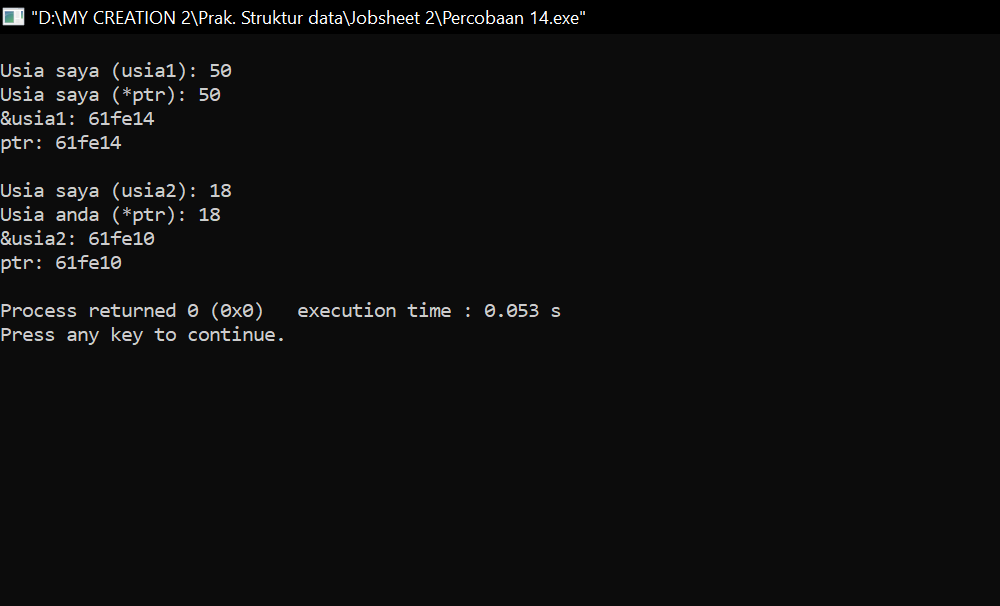 "D:\MY CREATION 2\Prak. Struktur data\Jobsheet 2\Percobaan 14.exe"
Usia saya (usia1): 50
Usia saya (*ptr): 50
&usia1: 61fe14
ptr: 61fe14
Usia saya (usia2): 18
Usia anda (*ptr): 18
&usia2: 61fe10
ptr: 61fe10
Process returned 0 (0x0)   execution time : 0.053 s
Press any key to continue.